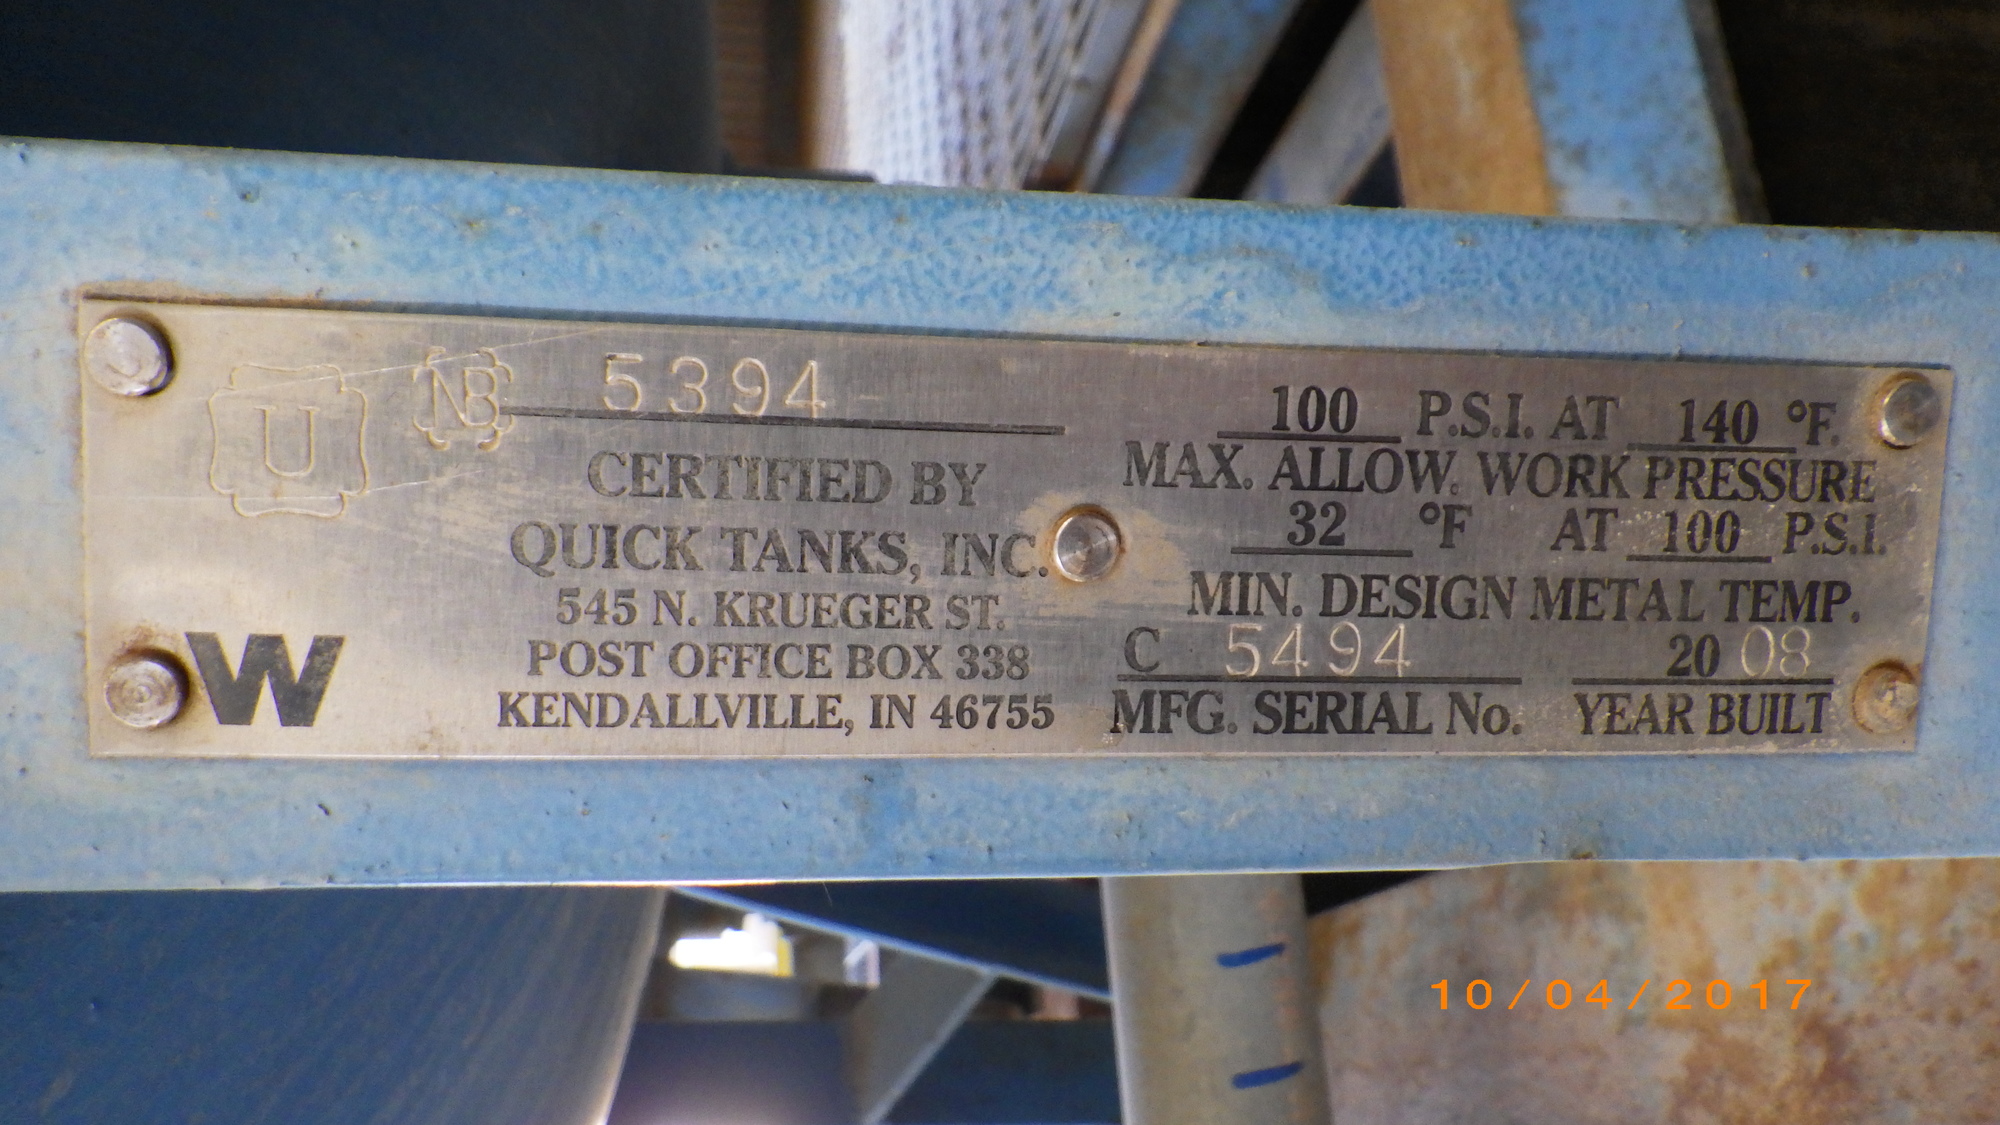 U NB 5394
CERTIFIED BY
QUICK TANKS, INC.
545 N. KRUEGER ST.
POST OFFICE BOX 338
KENDALLVILLE, IN 46755
W
100 P.S.I. AT 140 °F.
MAX. ALLOW. WORK PRESSURE
32 °F AT 100 P.S.I.
MIN. DESIGN METAL TEMP.
C 5494 20 08
MFG. SERIAL No. YEAR BUILT
10/04/2017